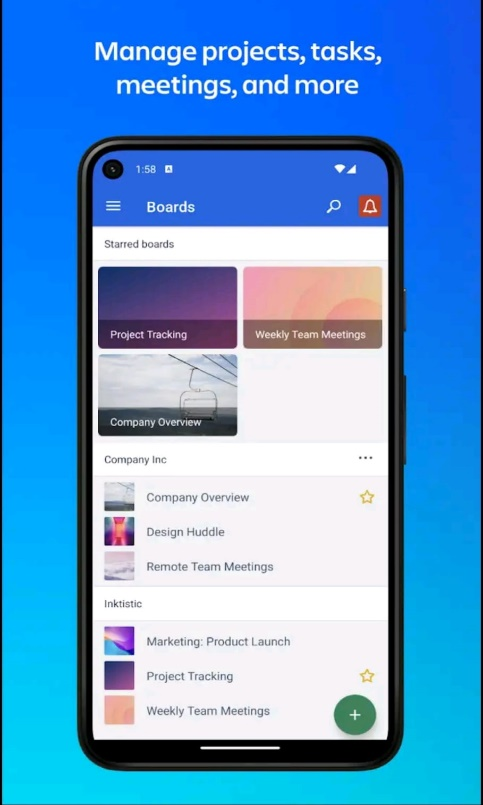 Manage projects, tasks,
meetings, and more
1:58
Boards
Starred boards
Project Tracking
Weekly Team Meetings
Company Overview
Company Inc
Company Overview
Design Huddle
Remote Team Meetings
Inktistic
Marketing: Product Launch
Project Tracking
Weekly Team Meetings